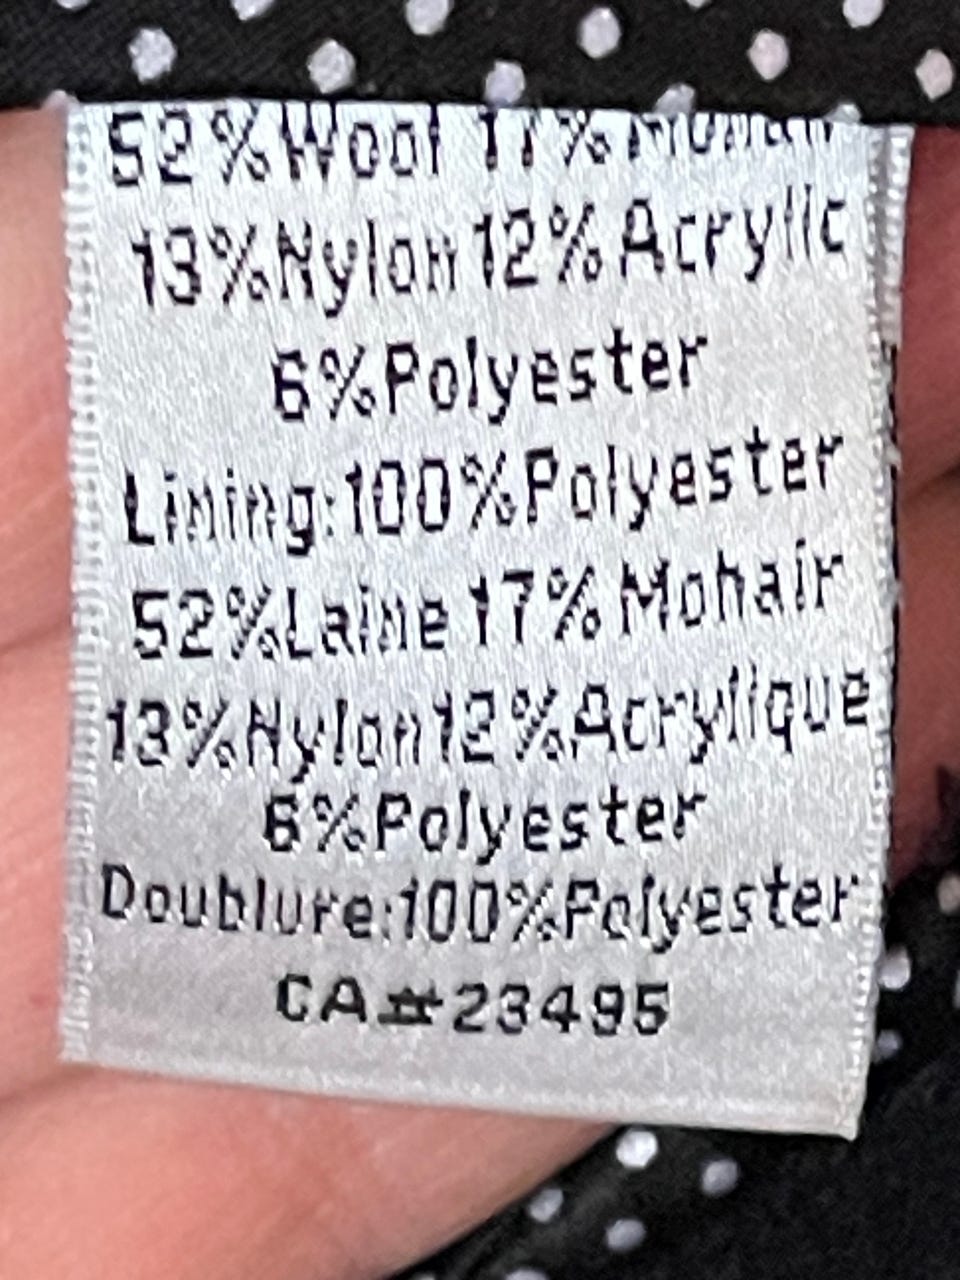 52%Wool 17%Mohair
13%Nylon 12%Acrylic
6%Polyester
Lining:100%Polyester
52%Laine 17%Mohair
13%Nylon 12%Acrylique
6%Polyester
Doublure:100%Polyester
CA#23495